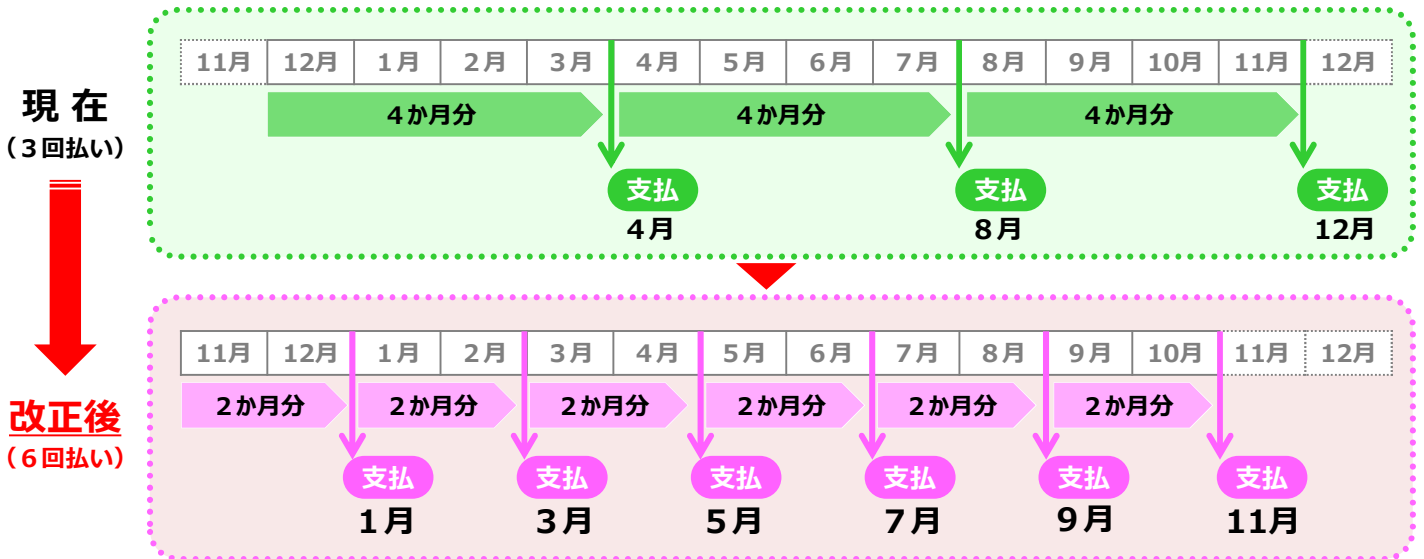 11月 12月 1月 2月 3月 4月 5月 6月 7月 8月 9月 10月 11月 12月
現 在
（３回払い）
４か月分 ４か月分 ４か月分
支払 支払 支払
４月 ８月 12月
11月 12月 1月 2月 3月 4月 5月 6月 7月 8月 9月 10月 11月 12月
２か月分 ２か月分 ２か月分 ２か月分 ２か月分 ２か月分
改正後
（６回払い）
支払 支払 支払 支払 支払 支払
１月 ３月 ５月 ７月 ９月 11月